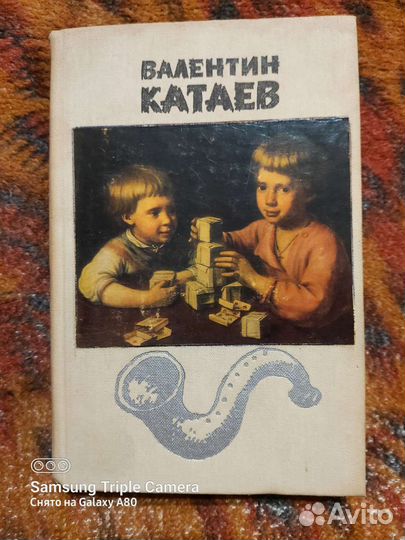 ВАЛЕНТИН
КАТАЕВ
Samsung Triple Camera
Снято на Galaxy A80
Avito